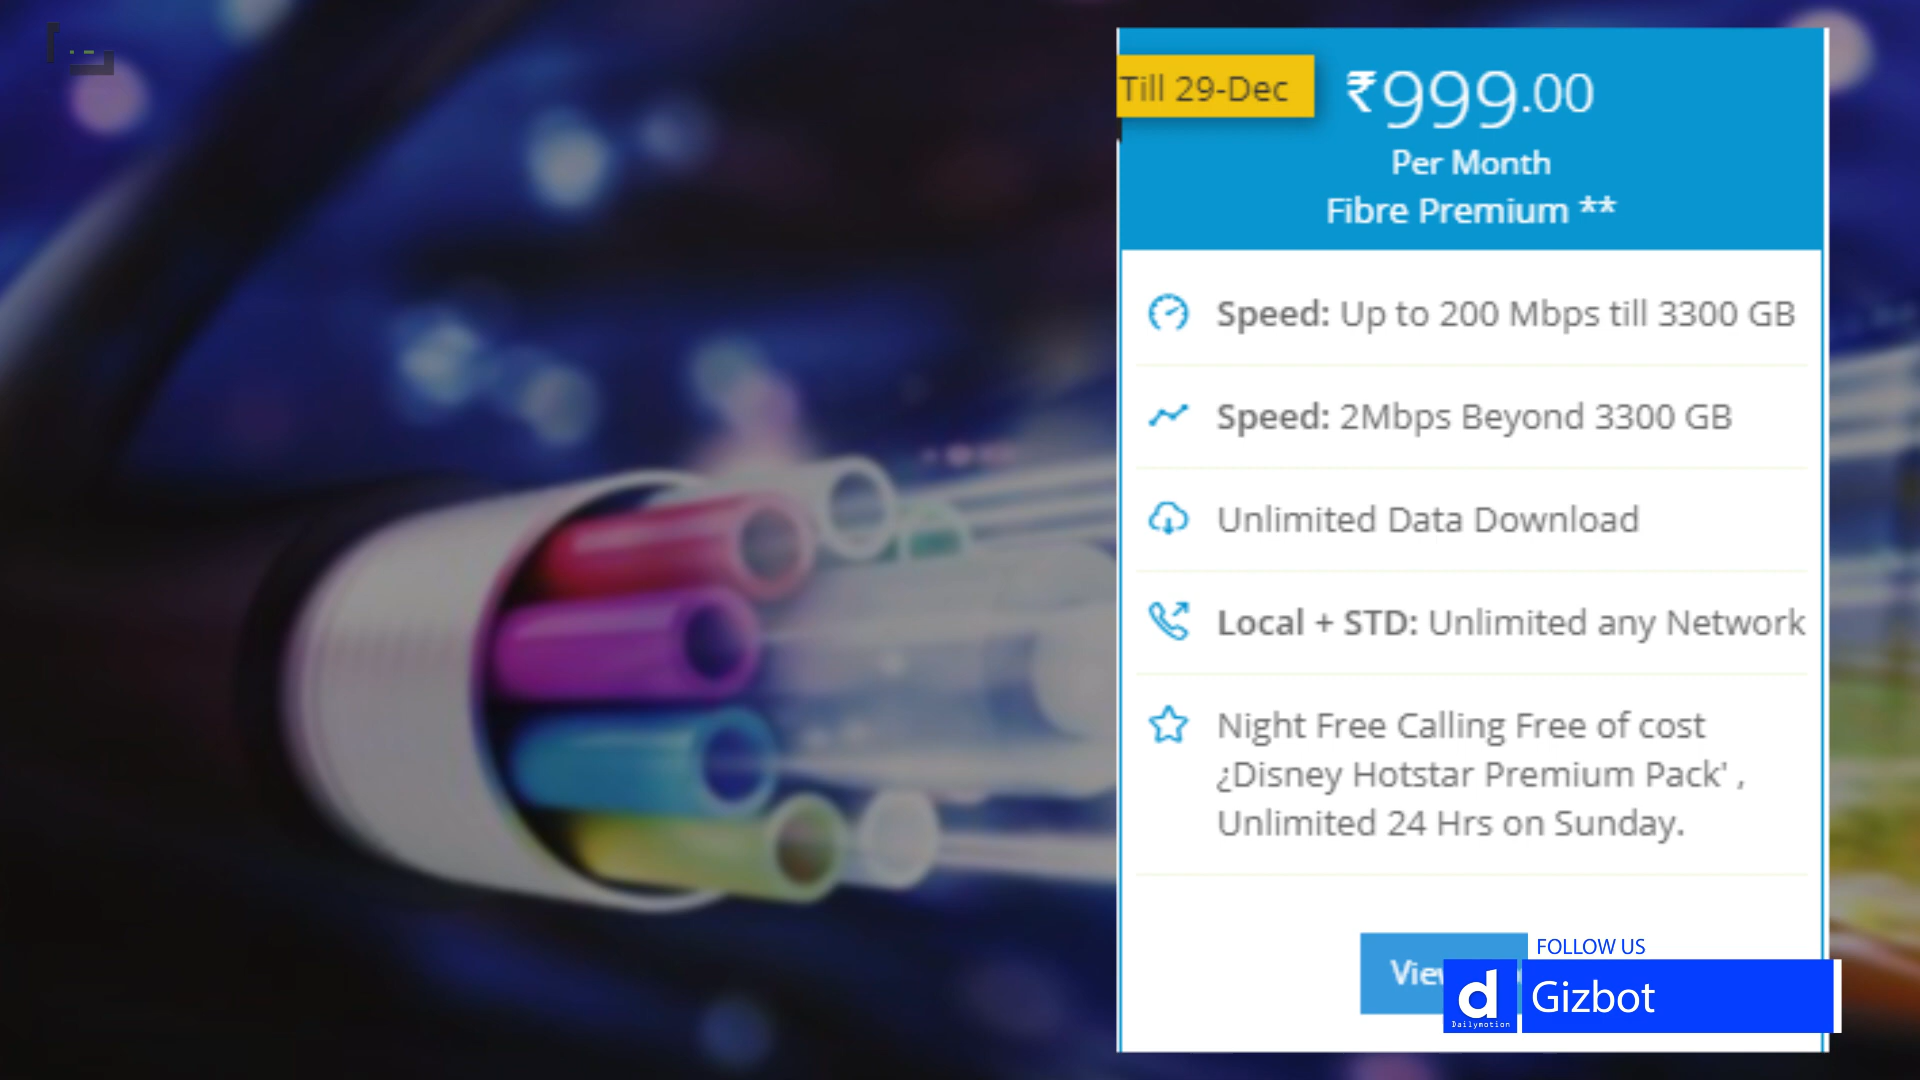 Till 29-Dec
₹999.00
Per Month
Fibre Premium **
Speed: Up to 200 Mbps till 3300 GB
Speed: 2Mbps Beyond 3300 GB
Unlimited Data Download
Local + STD: Unlimited any Network
Night Free Calling Free of cost
¿Disney Hotstar Premium Pack' ,
Unlimited 24 Hrs on Sunday.
FOLLOW US
d
Dailymotion
Gizbot